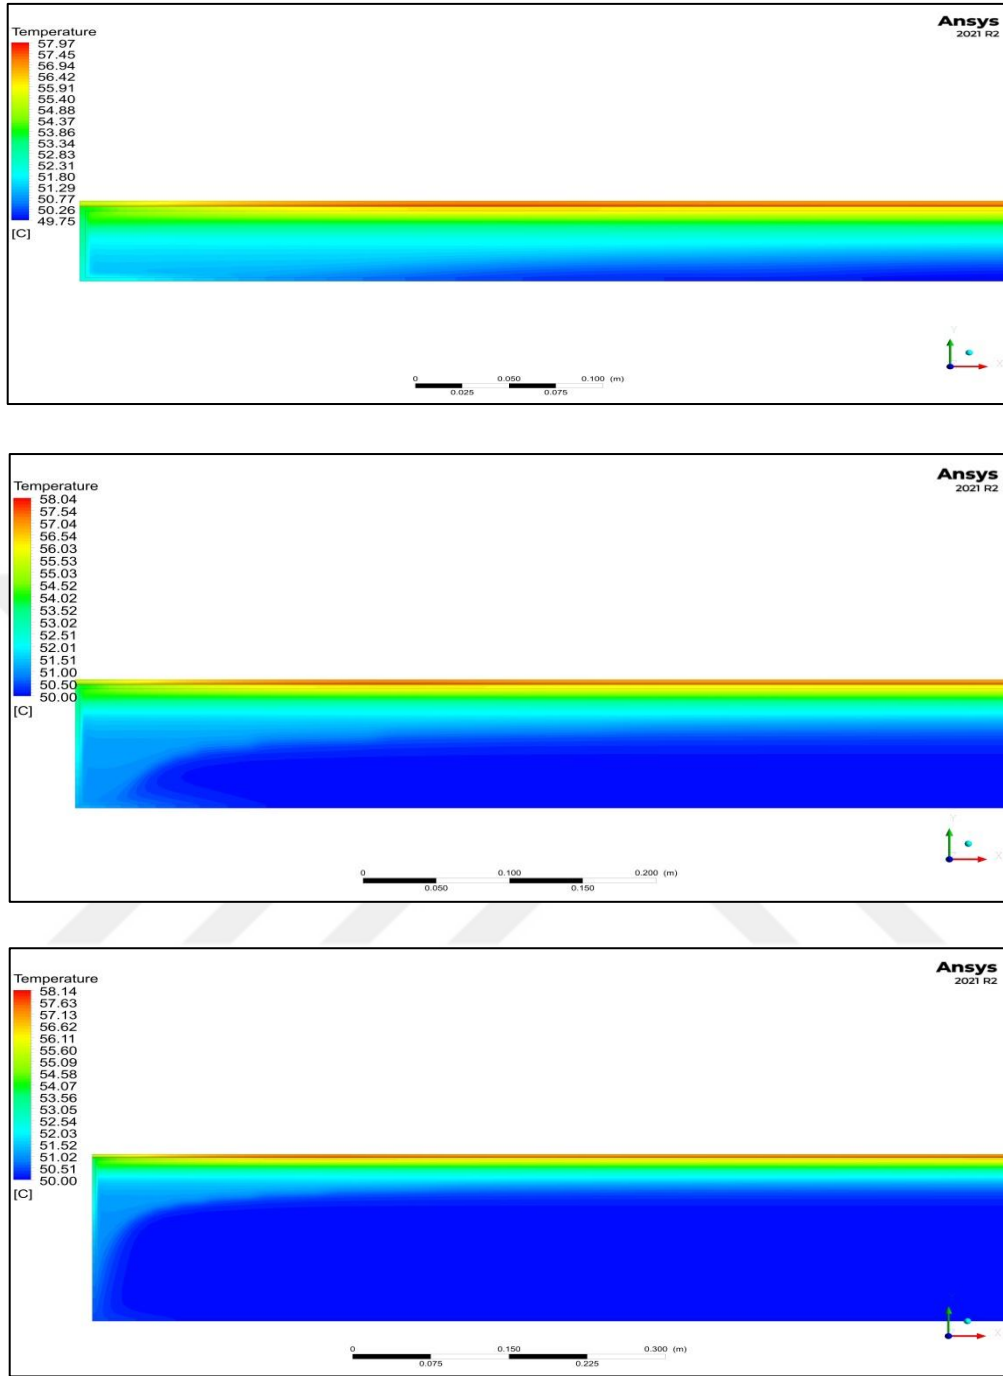 Ansys
2021 R2
Temperature
57.97
57.45
56.94
56.42
55.91
55.40
54.88
54.37
53.86
53.34
52.83
52.31
51.80
51.29
50.77
50.26
49.75
[C]
Y
X
0 0.050 0.100 (m)
0.025 0.075
Ansys
2021 R2
Temperature
58.04
57.54
57.04
56.54
56.03
55.53
55.03
54.52
54.02
53.52
53.02
52.51
52.01
51.51
51.00
50.50
50.00
[C]
Y
X
0 0.100 0.200 (m)
0.050 0.150
Ansys
2021 R2
Temperature
58.14
57.63
57.13
56.62
56.11
55.60
55.09
54.58
54.07
53.56
53.05
52.54
52.03
51.52
51.02
50.51
50.00
[C]
X
0 0.150 0.300 (m)
0.075 0.225